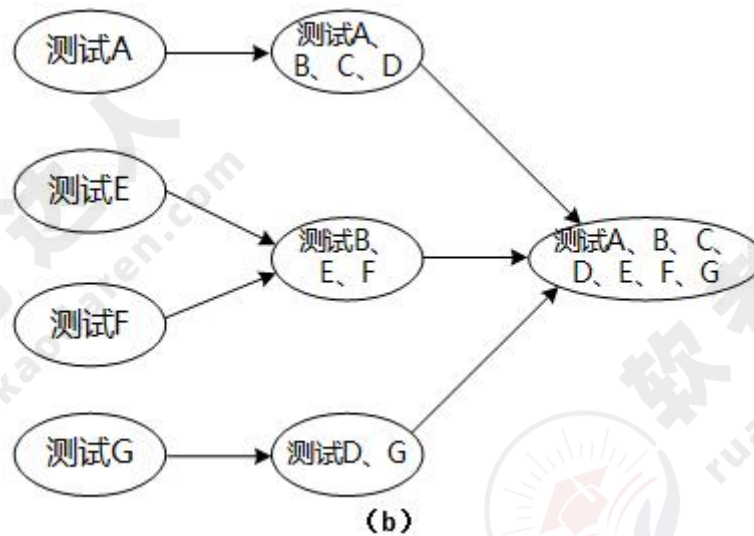 测试A
测试A、
B、C、D
测试E
测试B、
E、F
测试A、B、C、
D、E、F、G
测试F
测试G
测试D、G
(b)